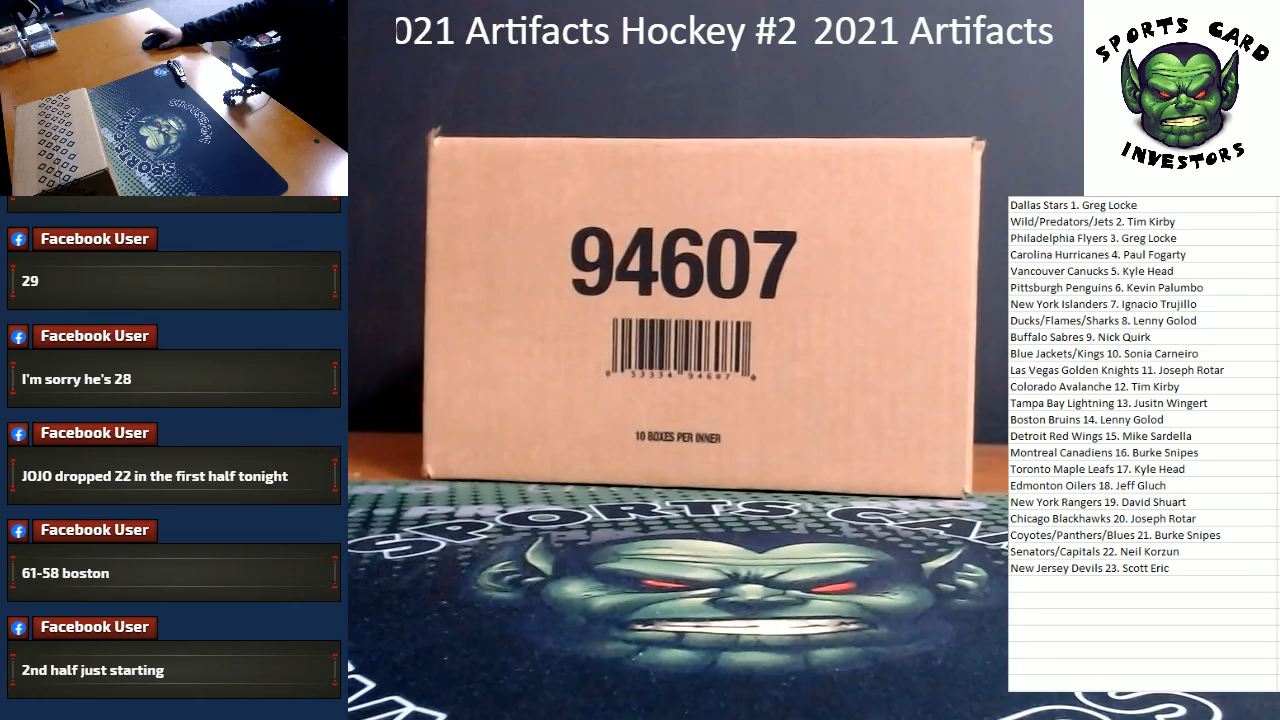 021 Artifacts Hockey #2 2021 Artifacts
SPORTS CARD
INVESTORS
Facebook User
29
Facebook User
I'm sorry he's 28
Facebook User
JOJO dropped 22 in the first half tonight
Facebook User
61-58 boston
Facebook User
2nd half just starting
94607
0 53334 94607 0
10 BOXES PER INNER
SPORTS CARD
Dallas Stars 1. Greg Locke
Wild/Predators/Jets 2. Tim Kirby
Philadelphia Flyers 3. Greg Locke
Carolina Hurricanes 4. Paul Fogarty
Vancouver Canucks 5. Kyle Head
Pittsburgh Penguins 6. Kevin Palumbo
New York Islanders 7. Ignacio Trujillo
Ducks/Flames/Sharks 8. Lenny Golod
Buffalo Sabres 9. Nick Quirk
Blue Jackets/Kings 10. Sonia Carneiro
Las Vegas Golden Knights 11. Joseph Rotar
Colorado Avalanche 12. Tim Kirby
Tampa Bay Lightning 13. Jusitn Wingert
Boston Bruins 14. Lenny Golod
Detroit Red Wings 15. Mike Sardella
Montreal Canadiens 16. Burke Snipes
Toronto Maple Leafs 17. Kyle Head
Edmonton Oilers 18. Jeff Gluch
New York Rangers 19. David Shuart
Chicago Blackhawks 20. Joseph Rotar
Coyotes/Panthers/Blues 21. Burke Snipes
Senators/Capitals 22. Neil Korzun
New Jersey Devils 23. Scott Eric